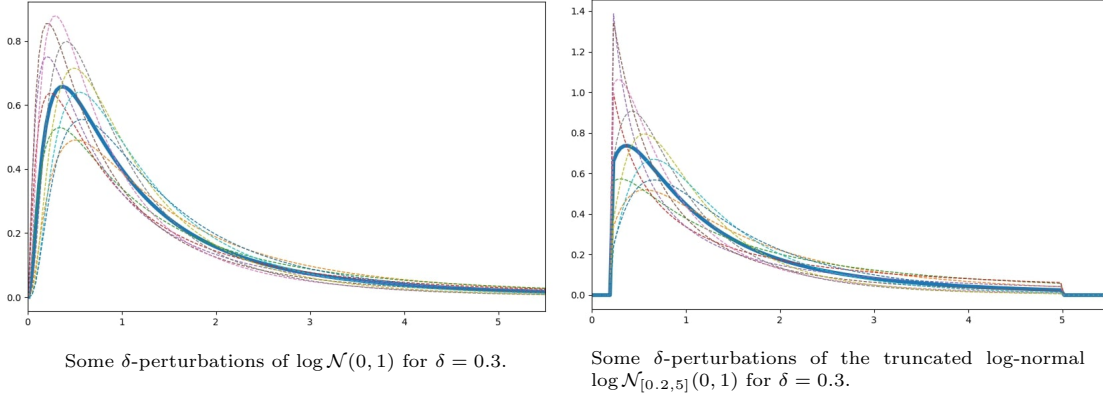 0.8
0.6
0.4
0.2
0.0
0 1 2 3 4 5
Some δ-perturbations of log N(0, 1) for δ = 0.3.
1.4
1.2
1.0
0.8
0.6
0.4
0.2
0.0
0 1 2 3 4 5
Some δ-perturbations of the truncated log-normal
log N[0.2,5](0, 1) for δ = 0.3.